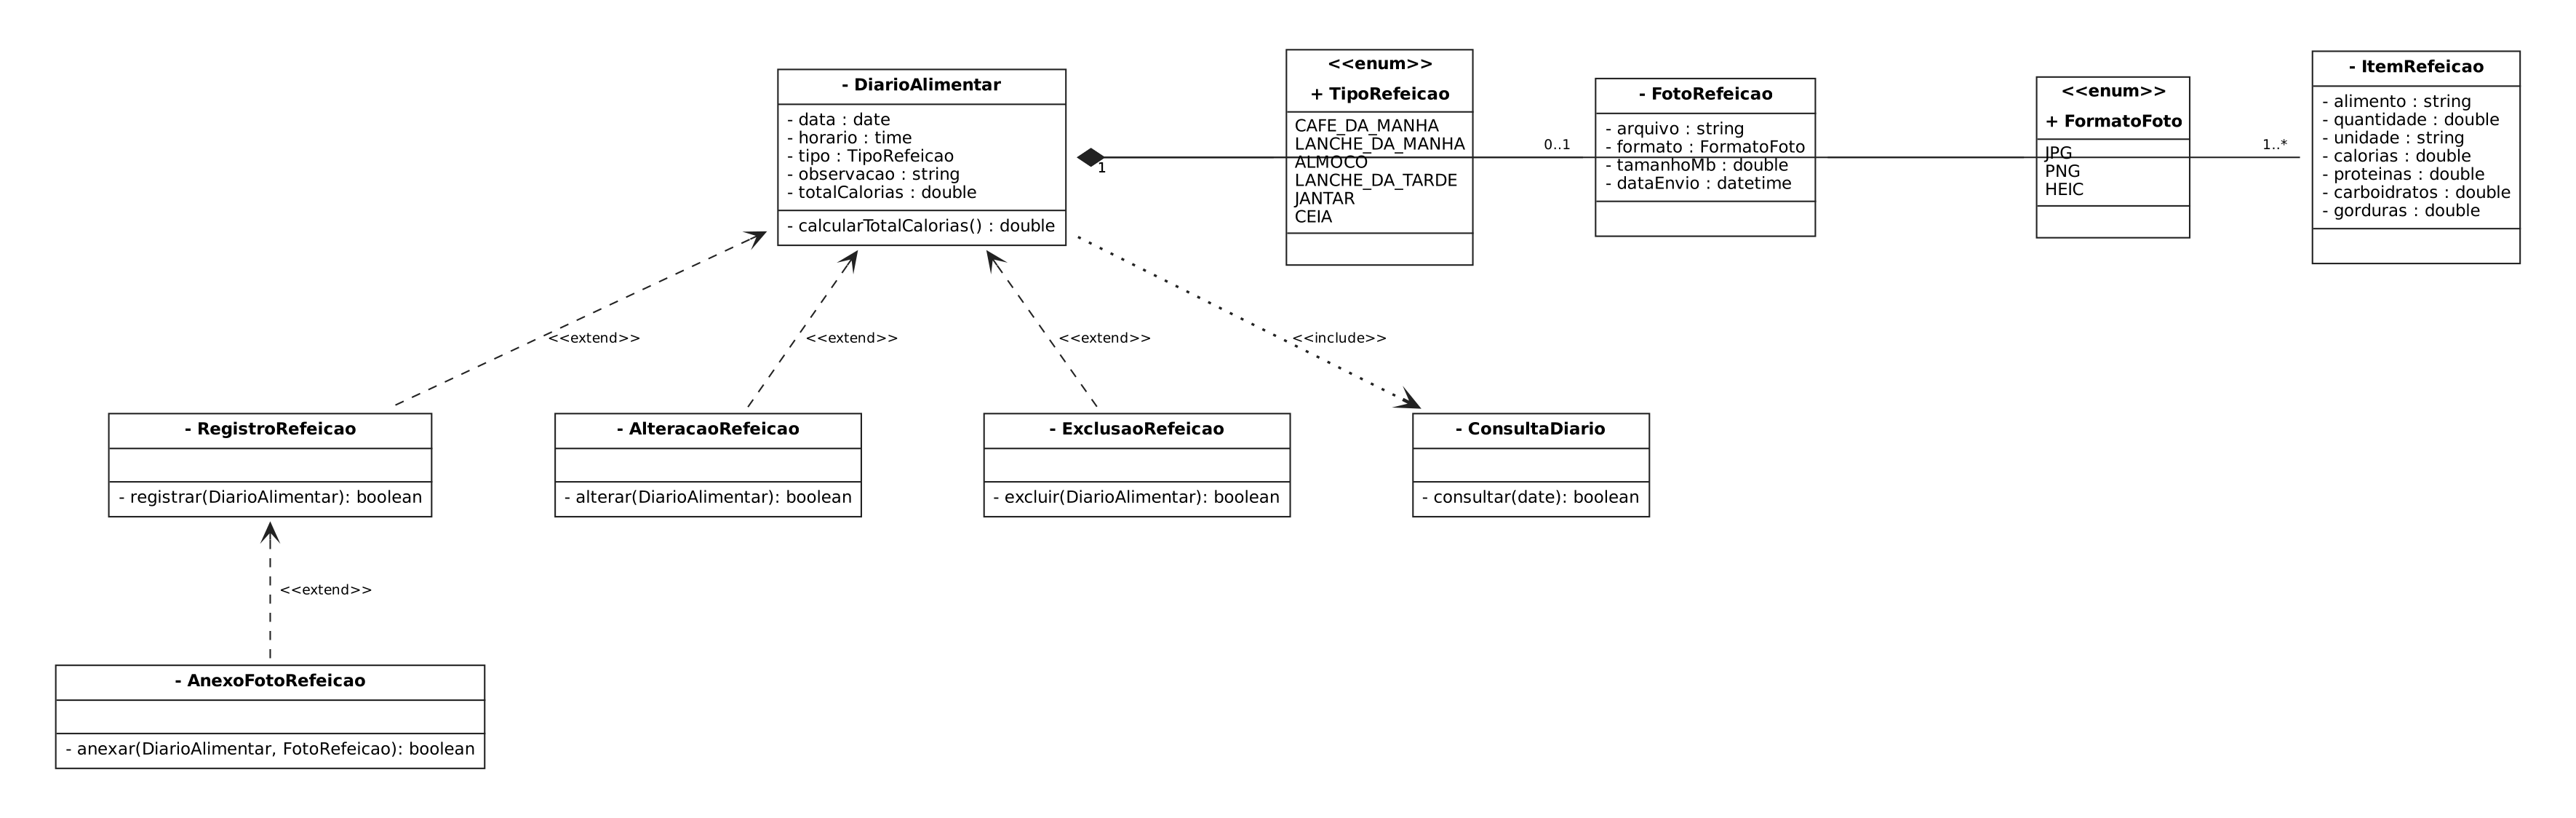 - DiarioAlimentar
- data : date
- horario : time
- tipo : TipoRefeicao
- observacao : string
- totalCalorias : double
- calcularTotalCalorias() : double
1
<<enum>>
+ TipoRefeicao
CAFE_DA_MANHA
LANCHE_DA_MANHA
ALMOCO
LANCHE_DA_TARDE
JANTAR
CEIA
0..1
- FotoRefeicao
- arquivo : string
- formato : FormatoFoto
- tamanhoMb : double
- dataEnvio : datetime
<<enum>>
+ FormatoFoto
JPG
PNG
HEIC
1..*
- ItemRefeicao
- alimento : string
- quantidade : double
- unidade : string
- calorias : double
- proteinas : double
- carboidratos : double
- gorduras : double
<<extend>>
<<extend>>
<<extend>>
<<include>>
- RegistroRefeicao
- registrar(DiarioAlimentar): boolean
- AlteracaoRefeicao
- alterar(DiarioAlimentar): boolean
- ExclusaoRefeicao
- excluir(DiarioAlimentar): boolean
- ConsultaDiario
- consultar(date): boolean
<<extend>>
- AnexoFotoRefeicao
- anexar(DiarioAlimentar, FotoRefeicao): boolean